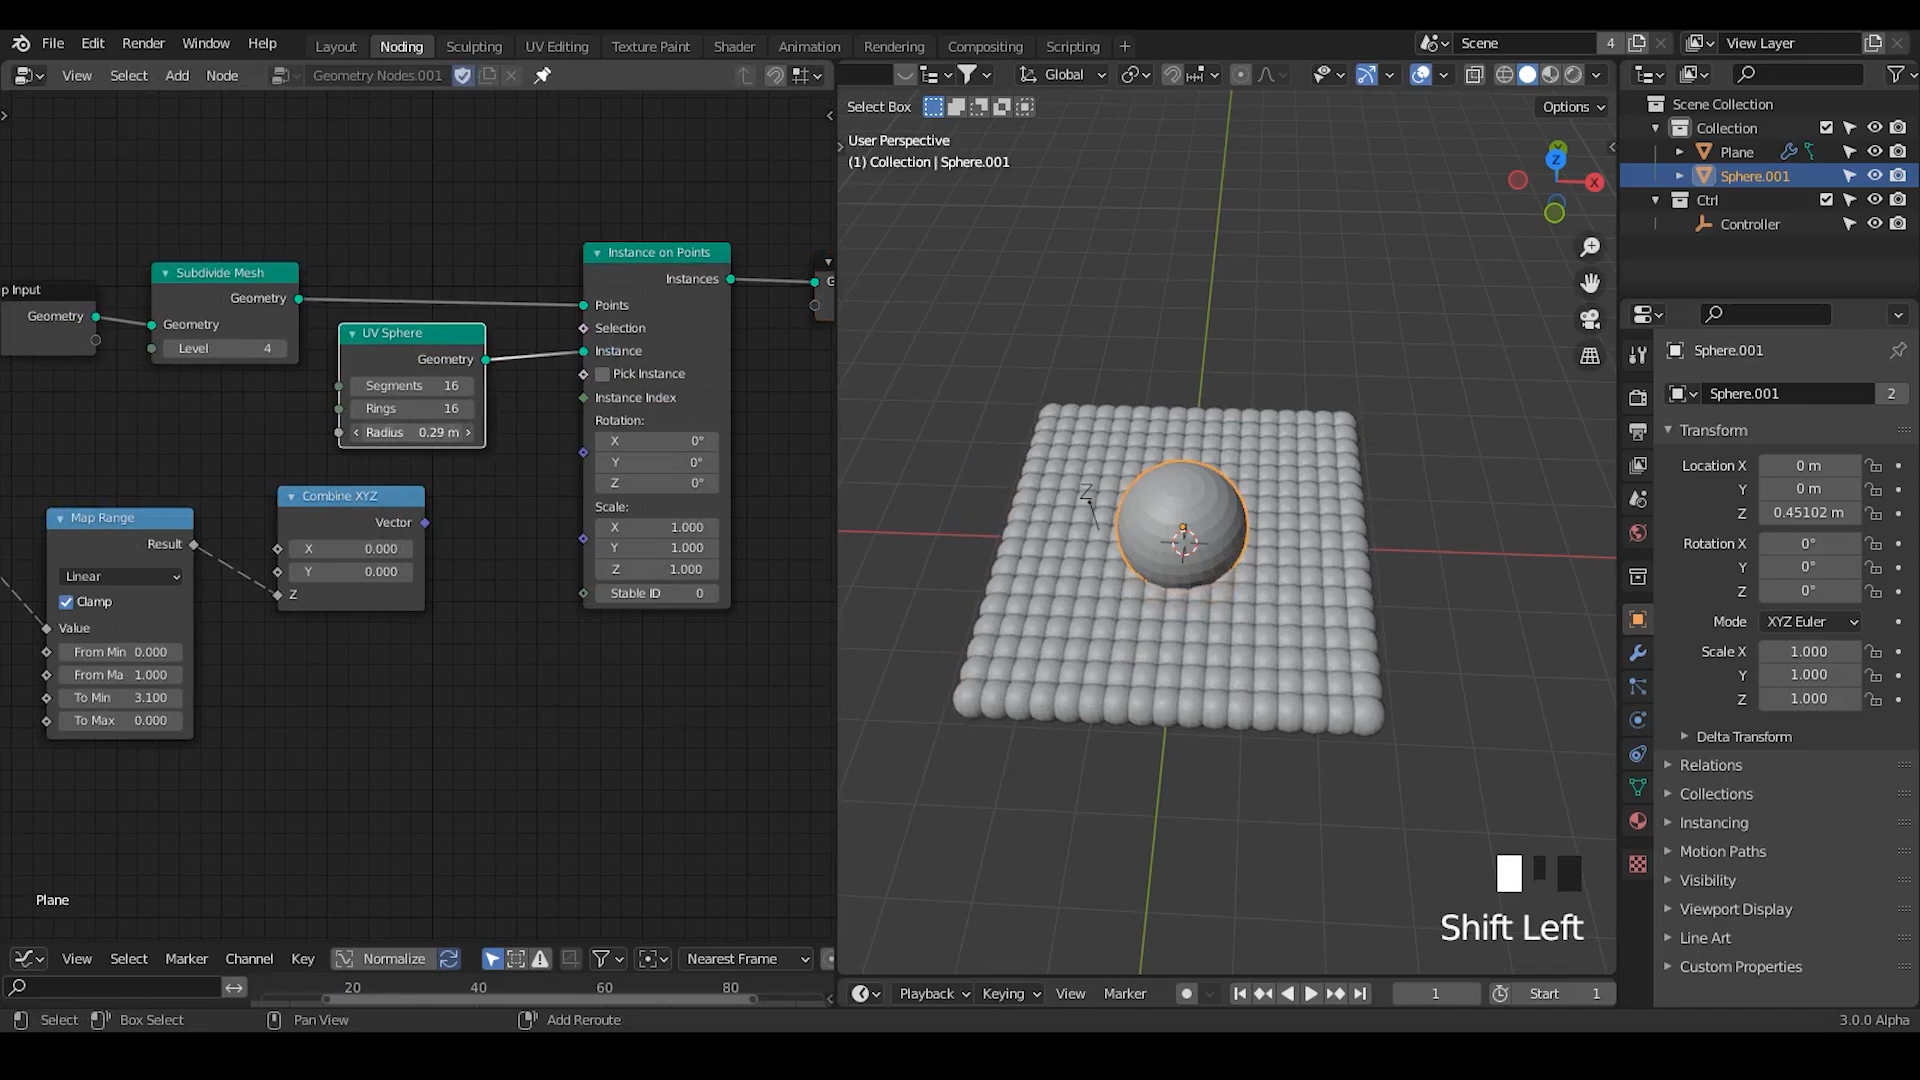 File Edit Render Window Help Layout Noding Sculpting UV Editing Texture Paint Shader Animation Rendering Compositing Scripting Scene 4 View Layer
View Select Add Node Geometry Nodes.001 Global
Select Box Options
User Perspective
(1) Collection | Sphere.001
Scene Collection
Collection
Plane
Sphere.001
Ctrl
Controller
Z
X
p Input
Geometry
Subdivide Mesh
Geometry
Geometry
Level 4
UV Sphere
Geometry
Segments 16
Rings 16
Radius 0.29 m
Instance on Points
Instances
Points
Selection
Instance
Pick Instance
Instance Index
Rotation:
X 0°
Y 0°
Z 0°
Scale:
X 1.000
Y 1.000
Z 1.000
Stable ID 0
G
Map Range
Result
Linear
Clamp
Value
From Min 0.000
From Ma 1.000
To Min 3.100
To Max 0.000
Combine XYZ
Vector
X 0.000
Y 0.000
Z
Plane
Z
Shift Left
Sphere.001
Sphere.001 2
Transform
Location X 0 m
Y 0 m
Z 0.45102 m
Rotation X 0°
Y 0°
Z 0°
Mode XYZ Euler
Scale X 1.000
Y 1.000
Z 1.000
Delta Transform
Relations
Collections
Instancing
Motion Paths
Visibility
Viewport Display
Line Art
Custom Properties
View Select Marker Channel Key Normalize Nearest Frame
20 40 60 80
Playback Keying View Marker 1 Start 1
Select Box Select Pan View Add Reroute 3.0.0 Alpha